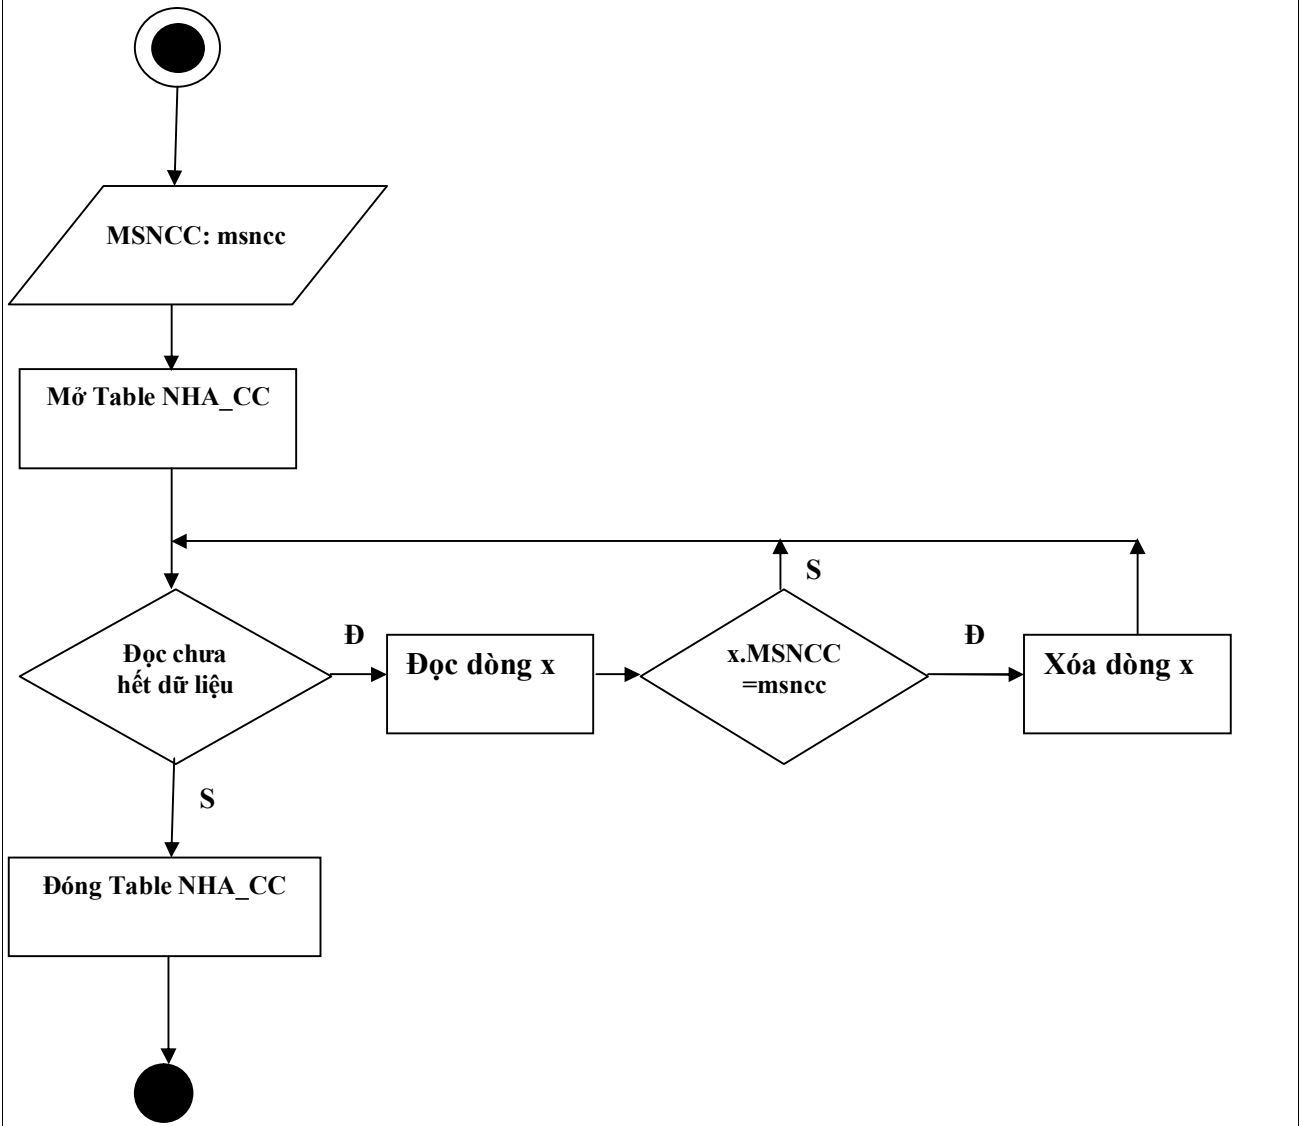 MSNCC: msncc
Mở Table NHA_CC
S
Đọc chưa
hết dữ liệu
Đ
Đọc dòng x
x.MSNCC
=msncc
Đ
Xóa dòng x
S
Đóng Table NHA_CC